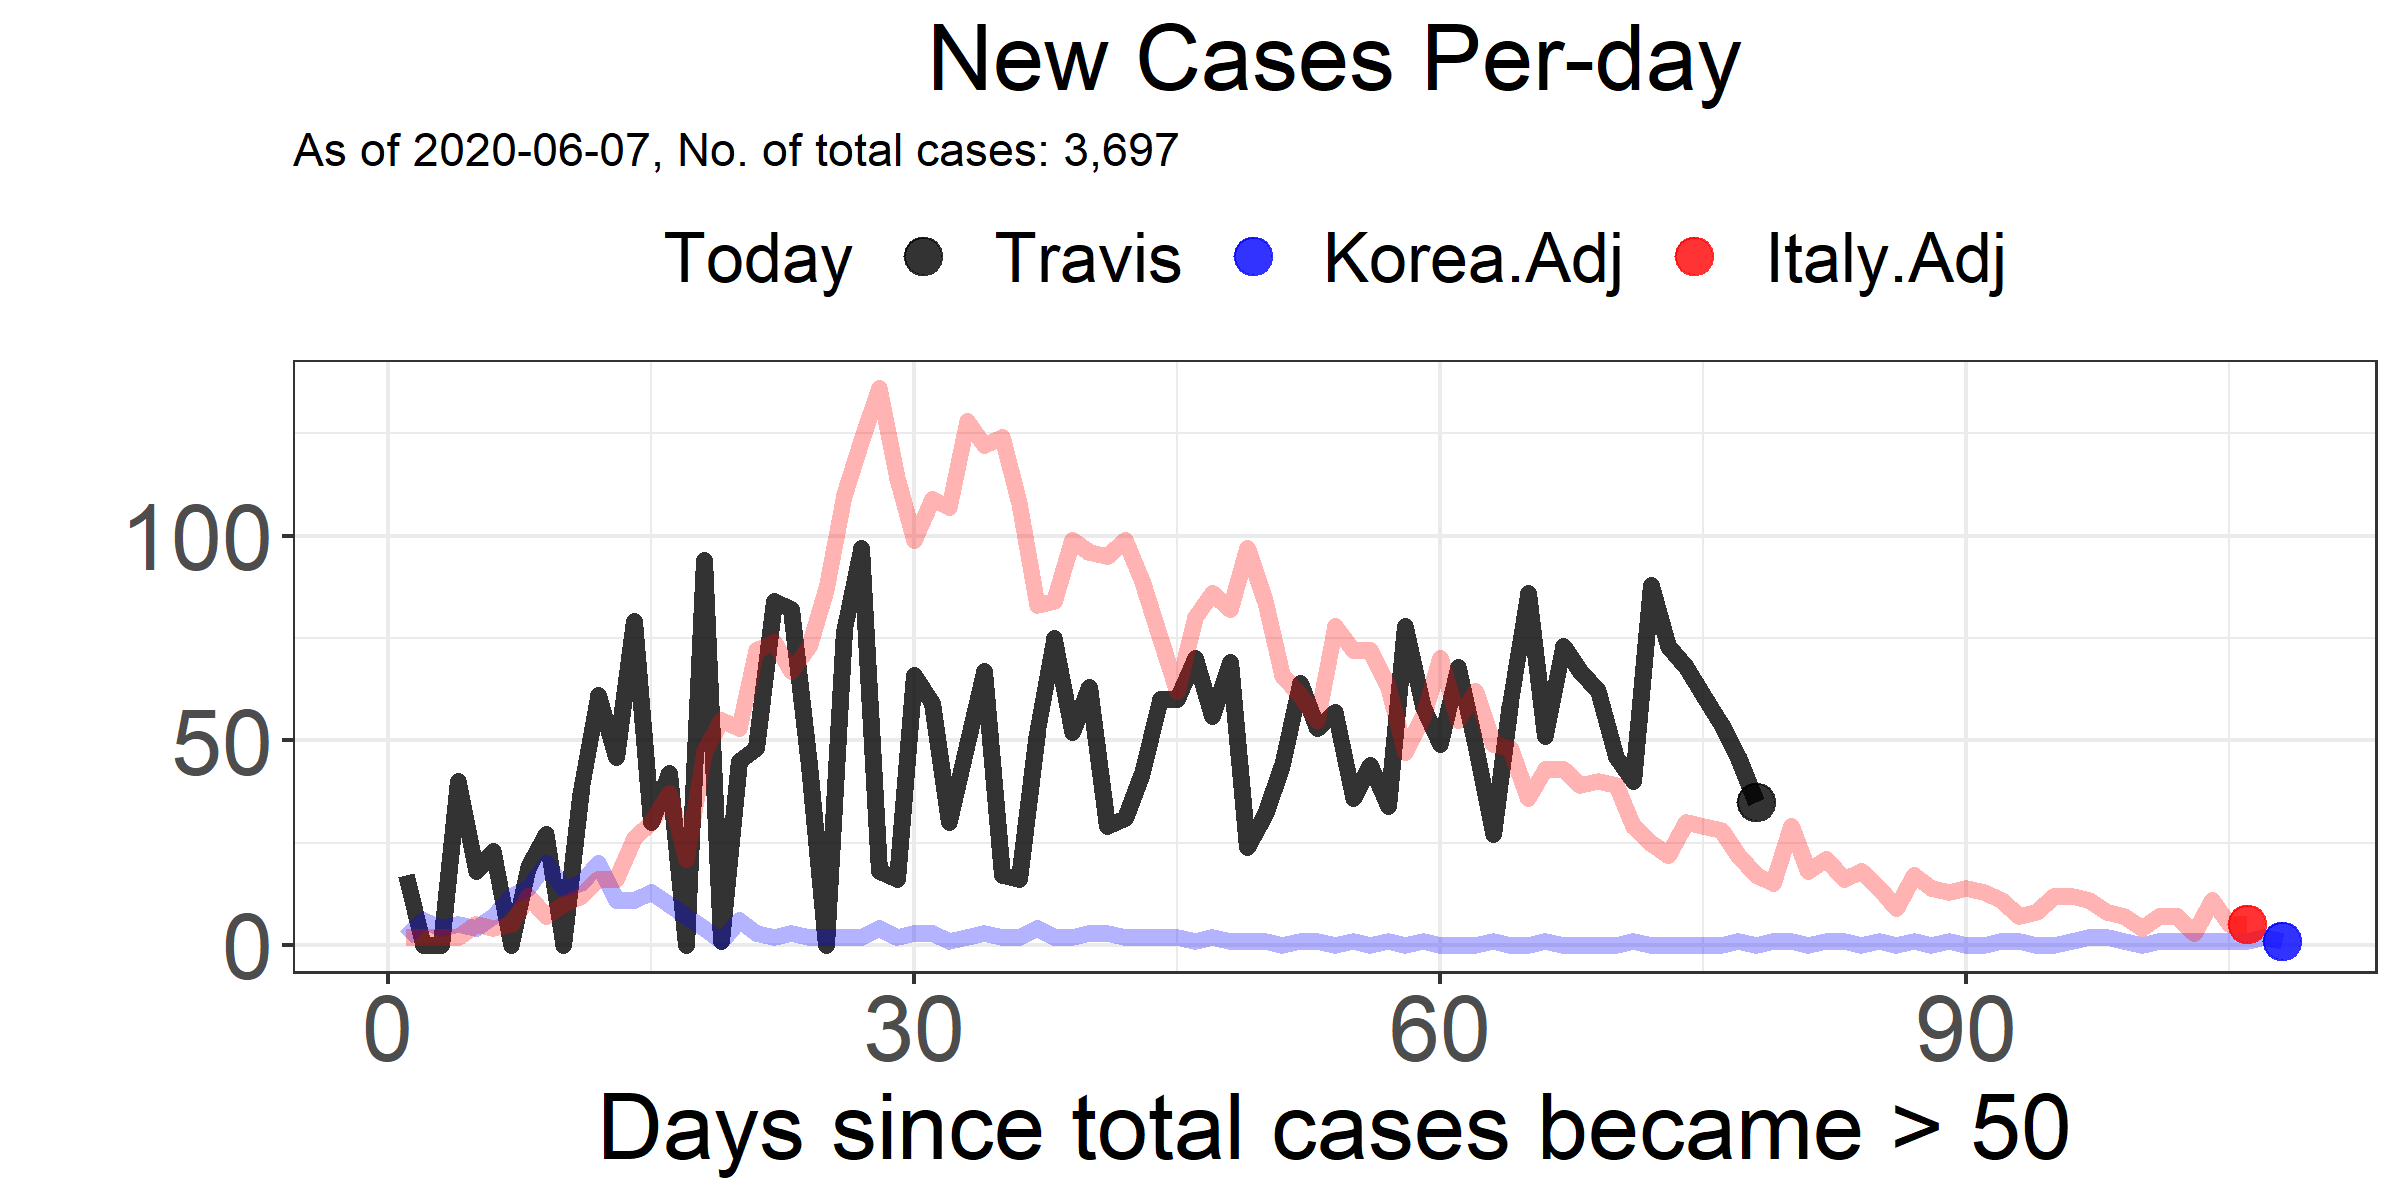 New Cases Per-day
As of 2020-06-07, No. of total cases: 3,697
Today Travis Korea.Adj Italy.Adj
100
50
0
0 30 60 90
Days since total cases became > 50